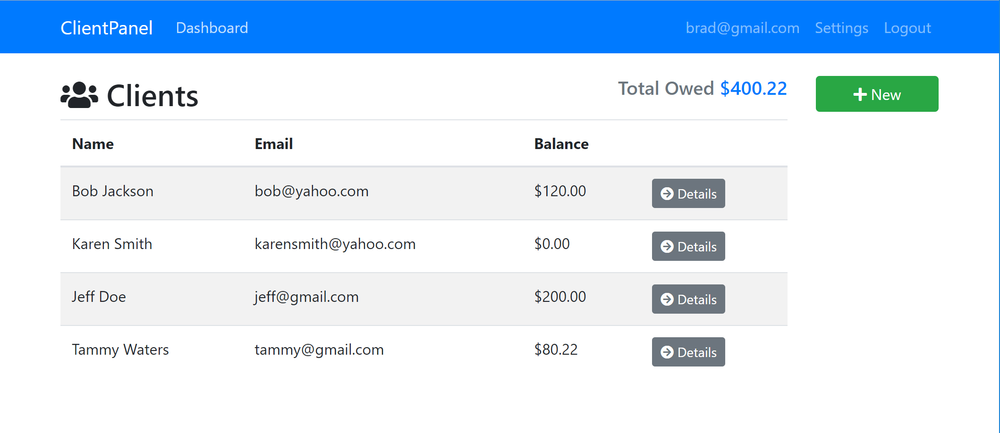 ClientPanel Dashboard brad@gmail.com Settings Logout
Clients Total Owed $400.22 New
Name Email Balance
Bob Jackson bob@yahoo.com $120.00 Details
Karen Smith karensmith@yahoo.com $0.00 Details
Jeff Doe jeff@gmail.com $200.00 Details
Tammy Waters tammy@gmail.com $80.22 Details